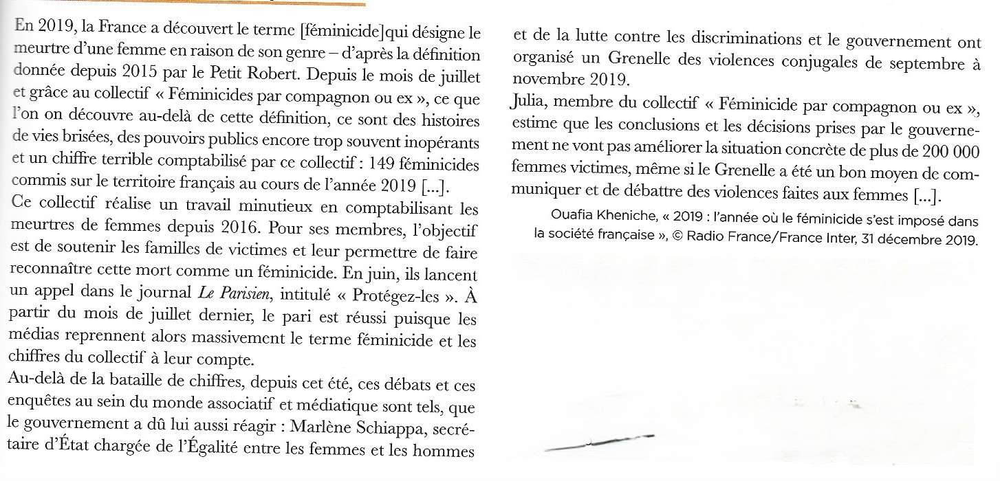 En 2019, la France a découvert le terme [féminicide]qui désigne le
meurtre d'une femme en raison de son genre – d'après la définition
donnée depuis 2015 par le Petit Robert. Depuis le mois de juillet
et grâce au collectif « Féminicides par compagnon ou ex », ce que
l'on on découvre au-delà de cette définition, ce sont des histoires
de vies brisées, des pouvoirs publics encore trop souvent inopérants
et un chiffre terrible comptabilisé par ce collectif : 149 féminicides
commis sur le territoire français au cours de l'année 2019 [...].
Ce collectif réalise un travail minutieux en comptabilisant les
meurtres de femmes depuis 2016. Pour ses membres, l'objectif
est de soutenir les familles de victimes et leur permettre de faire
reconnaître cette mort comme un féminicide. En juin, ils lancent
un appel dans le journal Le Parisien, intitulé « Protégez-les ». À
partir du mois de juillet dernier, le pari est réussi puisque les
médias reprennent alors massivement le terme féminicide et les
chiffres du collectif à leur compte.
Au-delà de la bataille de chiffres, depuis cet été, ces débats et ces
enquêtes au sein du monde associatif et médiatique sont tels, que
le gouvernement a dû lui aussi réagir : Marlène Schiappa, secré-
taire d'État chargée de l'Égalité entre les femmes et les hommes
et de la lutte contre les discriminations et le gouvernement ont
organisé un Grenelle des violences conjugales de septembre à
novembre 2019.
Julia, membre du collectif « Féminicide par compagnon ou ex »,
estime que les conclusions et les décisions prises par le gouverne-
ment ne vont pas améliorer la situation concrète de plus de 200 000
femmes victimes, même si le Grenelle a été un bon moyen de com-
muniquer et de débattre des violences faites aux femmes [...].
Ouafia Kheniche, « 2019 : l'année où le féminicide s'est imposé dans
la société française », © Radio France/France Inter, 31 décembre 2019.